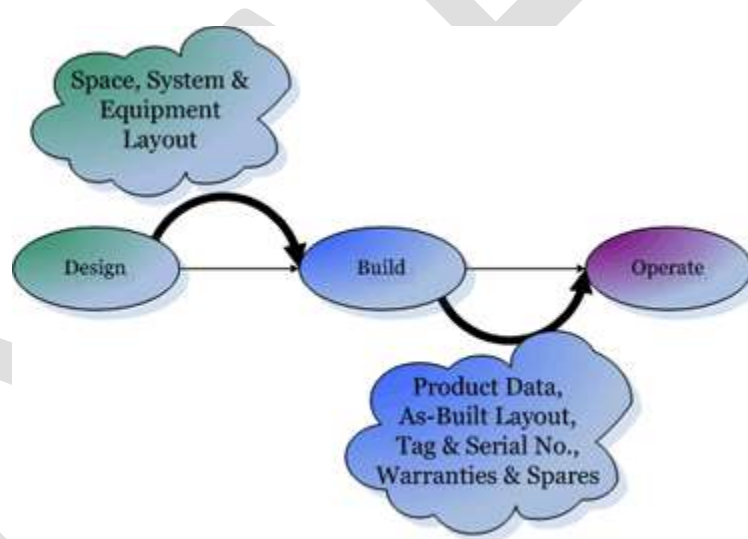 Space, System &
Equipment
Layout
Design
Build
Operate
Product Data,
As-Built Layout,
Tag & Serial No.,
Warranties & Spares